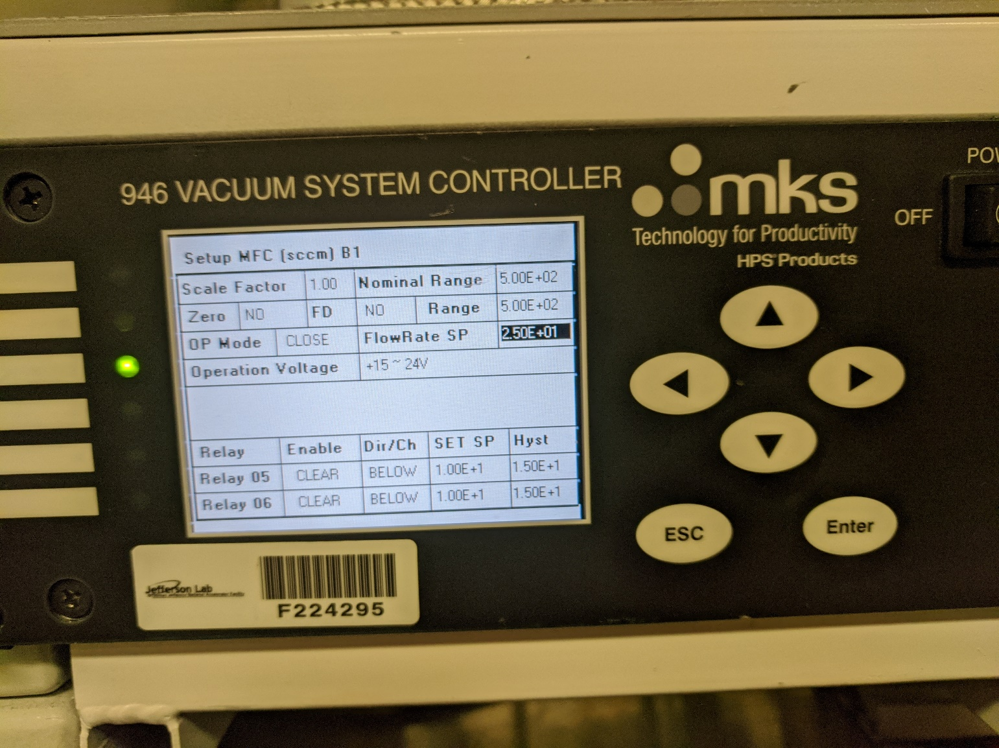 946 VACUUM SYSTEM CONTROLLER
mks
Technology for Productivity
HPS® Products
OFF
Setup MFC (sccm) B1
Scale Factor 1.00 Nominal Range 5.00E+02
Zero NO FD NO Range 5.00E+02
OP Mode CLOSE FlowRate SP 2.50E+01
Operation Voltage +15 ~ 24V
Relay Enable Dir/Ch SET SP Hyst
Relay 05 CLEAR BELOW 1.00E+1 1.50E+1
Relay 06 CLEAR BELOW 1.00E+1 1.50E+1
ESC Enter
Jefferson Lab
F224295